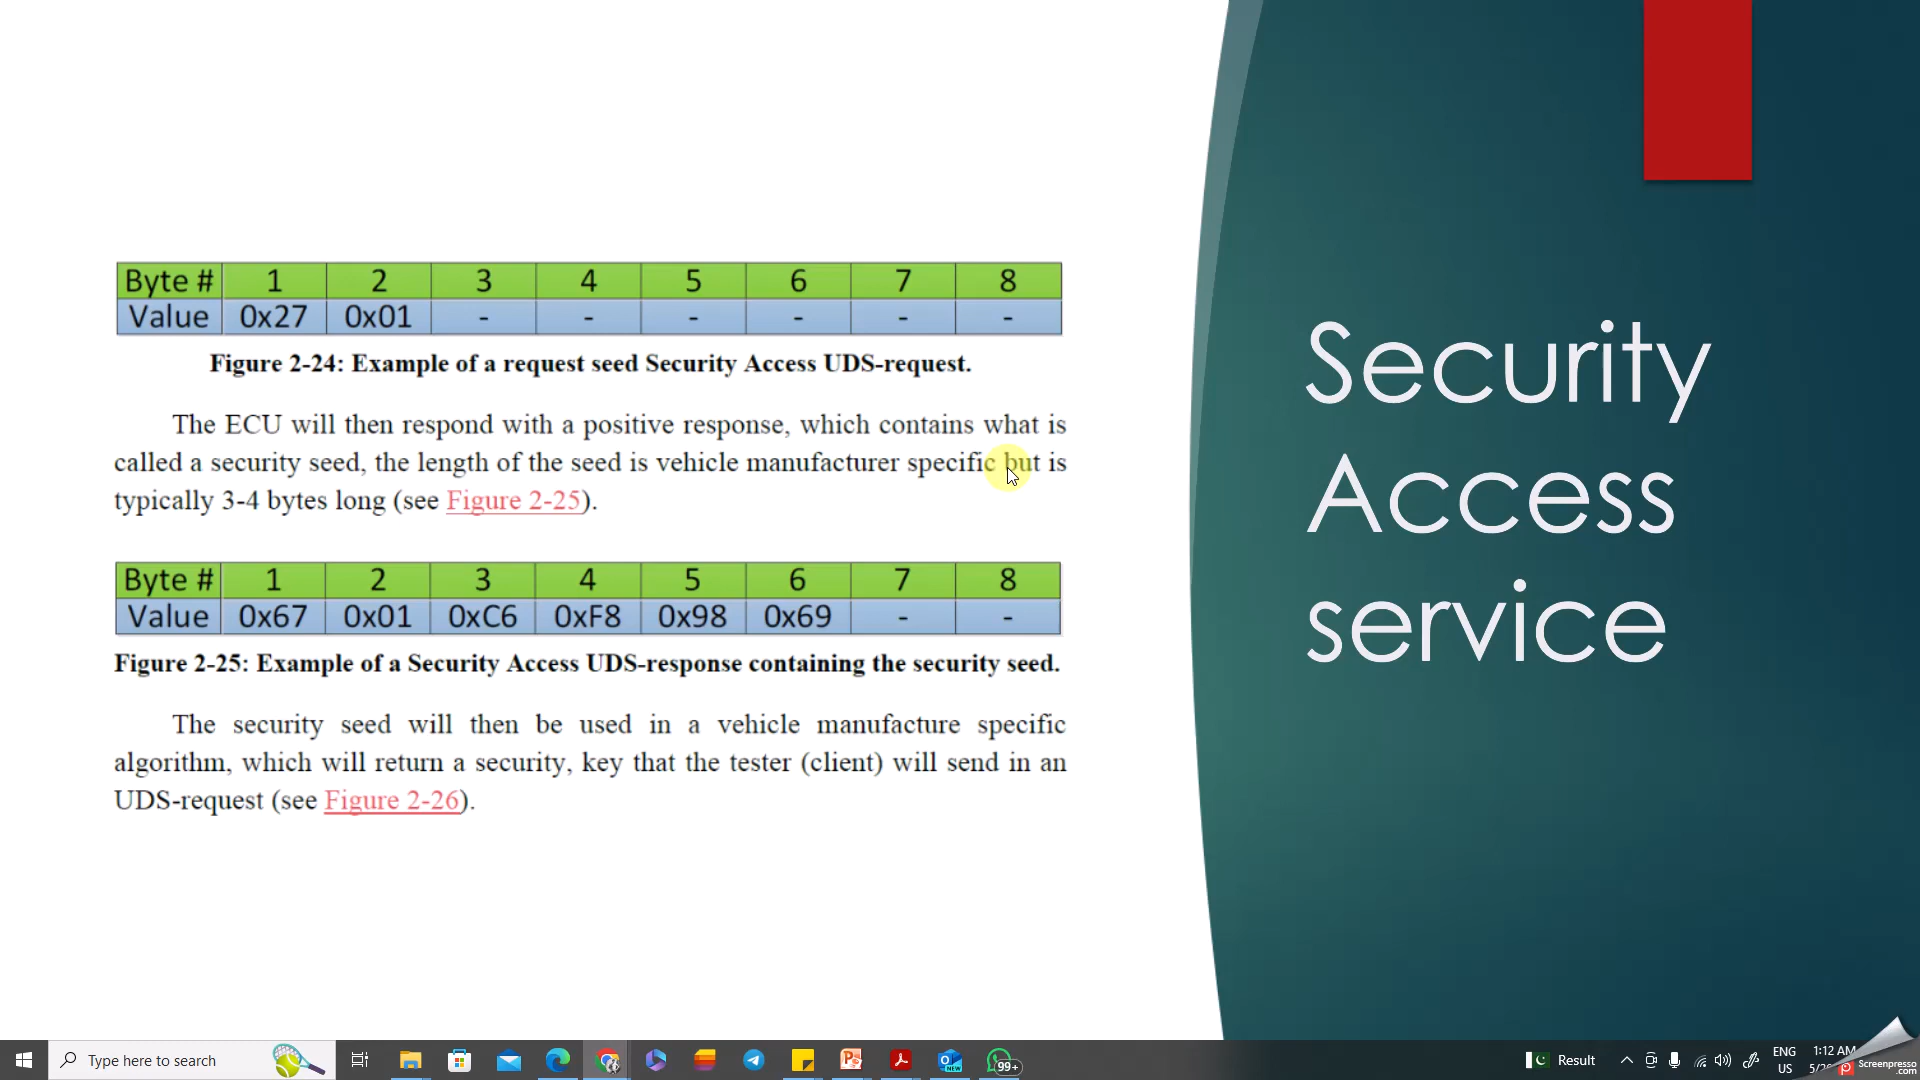 Byte # 1 2 3 4 5 6 7 8
Value 0x27 0x01 - - - - - -
Figure 2-24: Example of a request seed Security Access UDS-request.
The ECU will then respond with a positive response, which contains what is
called a security seed, the length of the seed is vehicle manufacturer specific but is
typically 3-4 bytes long (see Figure 2-25).
Byte # 1 2 3 4 5 6 7 8
Value 0x67 0x01 0xC6 0xF8 0x98 0x69 - -
Figure 2-25: Example of a Security Access UDS-response containing the security seed.
The security seed will then be used in a vehicle manufacture specific
algorithm, which will return a security, key that the tester (client) will send in an
UDS-request (see Figure 2-26).
Security
Access
service
Type here to search
99+
Result
ENG
US
1:12 AM
Screenpresso
.com